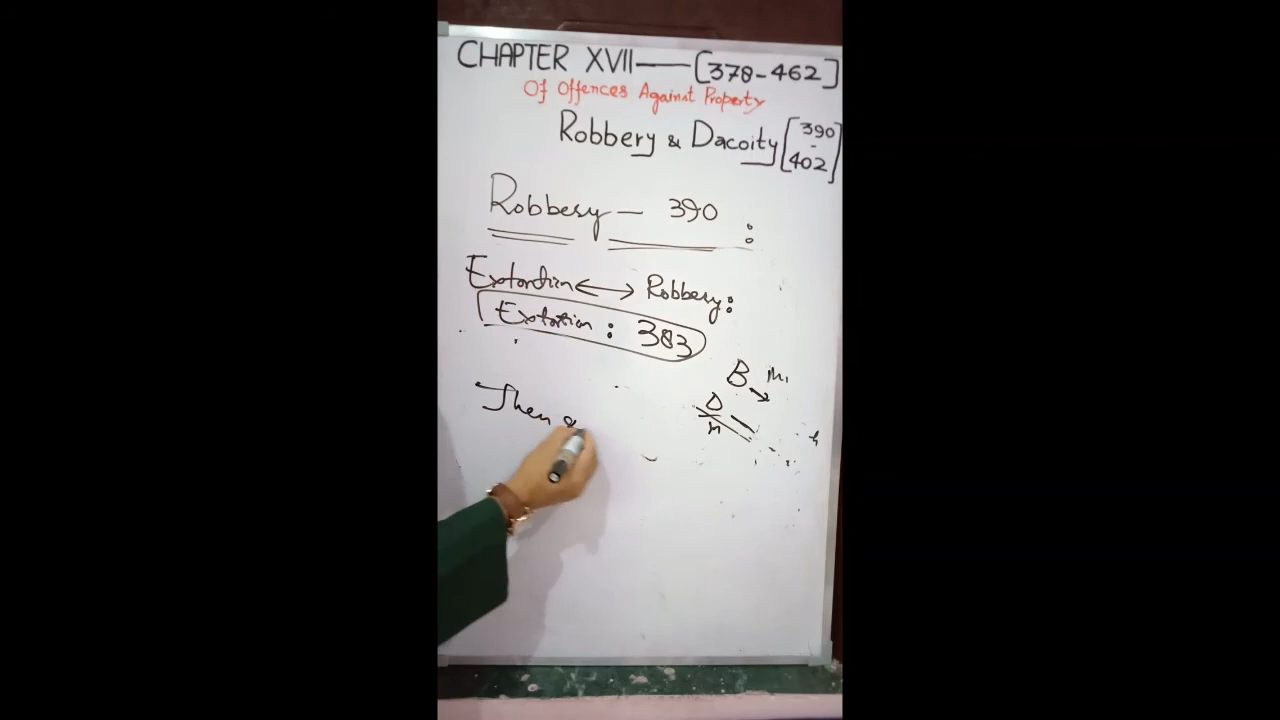 CHAPTER XVII — [378-462]
Of Offences Against Property
Robbery & Dacoity [390 - 402]
Robbery — 390 :
Extortion ↔ Robbery:
Extortion : 383
B
D
Then